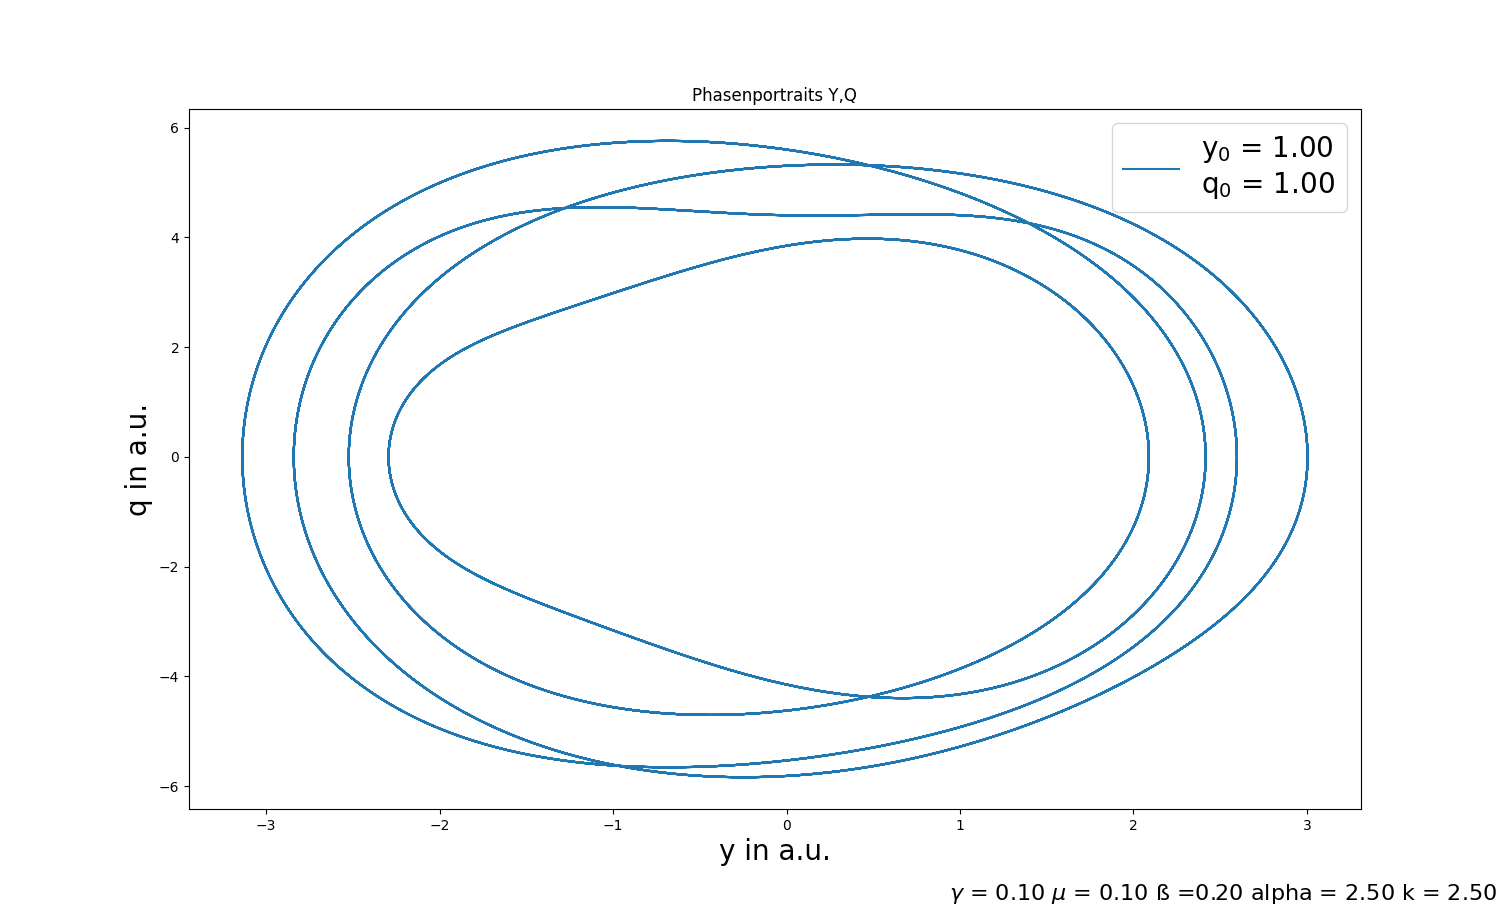 Phasenportraits Y,Q
y₀ = 1.00
q₀ = 1.00
6
4
2
0
−2
−4
−6
q in a.u.
−3
−2
−1
0
1
2
3
y in a.u.
γ = 0.10 μ = 0.10 ß =0.20 alpha = 2.50 k = 2.50